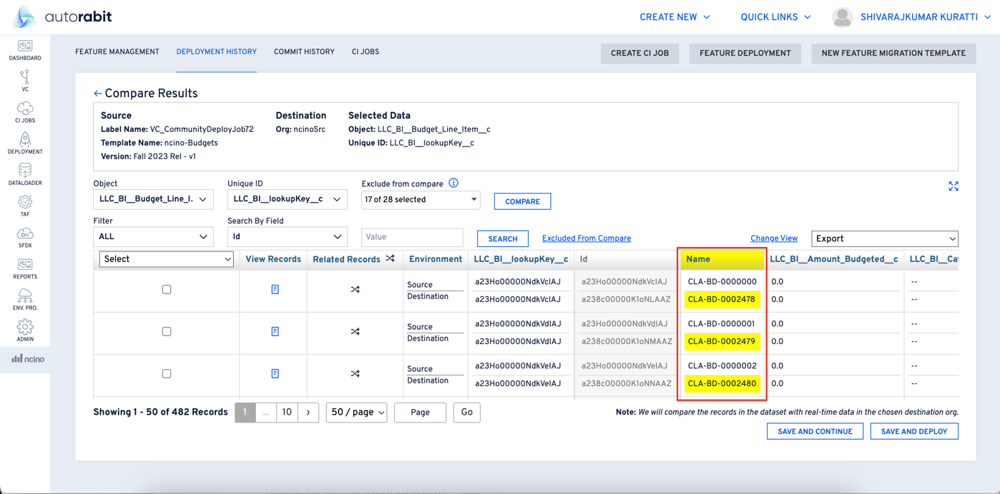 autorabit
CREATE NEW QUICK LINKS SHIVARAJKUMAR KURATTI
DASHBOARD
VC
CI JOBS
DEPLOYMENT
DATALOADER
TAF
SFDX
REPORTS
ENV. PRO.
ADMIN
ncino
FEATURE MANAGEMENT DEPLOYMENT HISTORY COMMIT HISTORY CI JOBS CREATE CI JOB FEATURE DEPLOYMENT NEW FEATURE MIGRATION TEMPLATE
← Compare Results
Source Destination Selected Data
Label Name: VC_CommunityDeployJob72 Org: ncinoSrc Object: LLC_BI__Budget_Line_Item__c
Template Name: ncino-Budgets Unique ID: LLC_BI__lookupKey__c
Version: Fall 2023 Rel - v1
Object Unique ID Exclude from compare
LLC_BI__Budget_Line_I. LLC_BI__lookupKey__c 17 of 28 selected COMPARE
Filter Search By Field
ALL Id Value SEARCH Excluded From Compare Change View Export
Select View Records Related Records Environment LLC_BI__lookupKey__c Id Name LLC_BI__Amount_Budgeted__c LLC_BI__Cat
Source a23Ho00000NdkVcIAJ a23Ho00000NdkVcIAJ CLA-BD-0000000 0.0 --
Destination a23Ho00000NdkVcIAJ a238c00000K1oNLAAZ CLA-BD-0002478 0.0 --
Source a23Ho00000NdkVdIAJ a23Ho00000NdkVdIAJ CLA-BD-0000001 0.0 --
Destination a23Ho00000NdkVdIAJ a238c00000K1oNMAAZ CLA-BD-0002479 0.0 --
Source a23Ho00000NdkVeIAJ a23Ho00000NdkVeIAJ CLA-BD-0000002 0.0 --
Destination a23Ho00000NdkVeIAJ a238c00000K1oNNAAZ CLA-BD-0002480 0.0 --
Showing 1 - 50 of 482 Records 1 ... 10 › 50 / page Page Go Note: We will compare the records in the dataset with real-time data in the chosen destination org.
SAVE AND CONTINUE SAVE AND DEPLOY